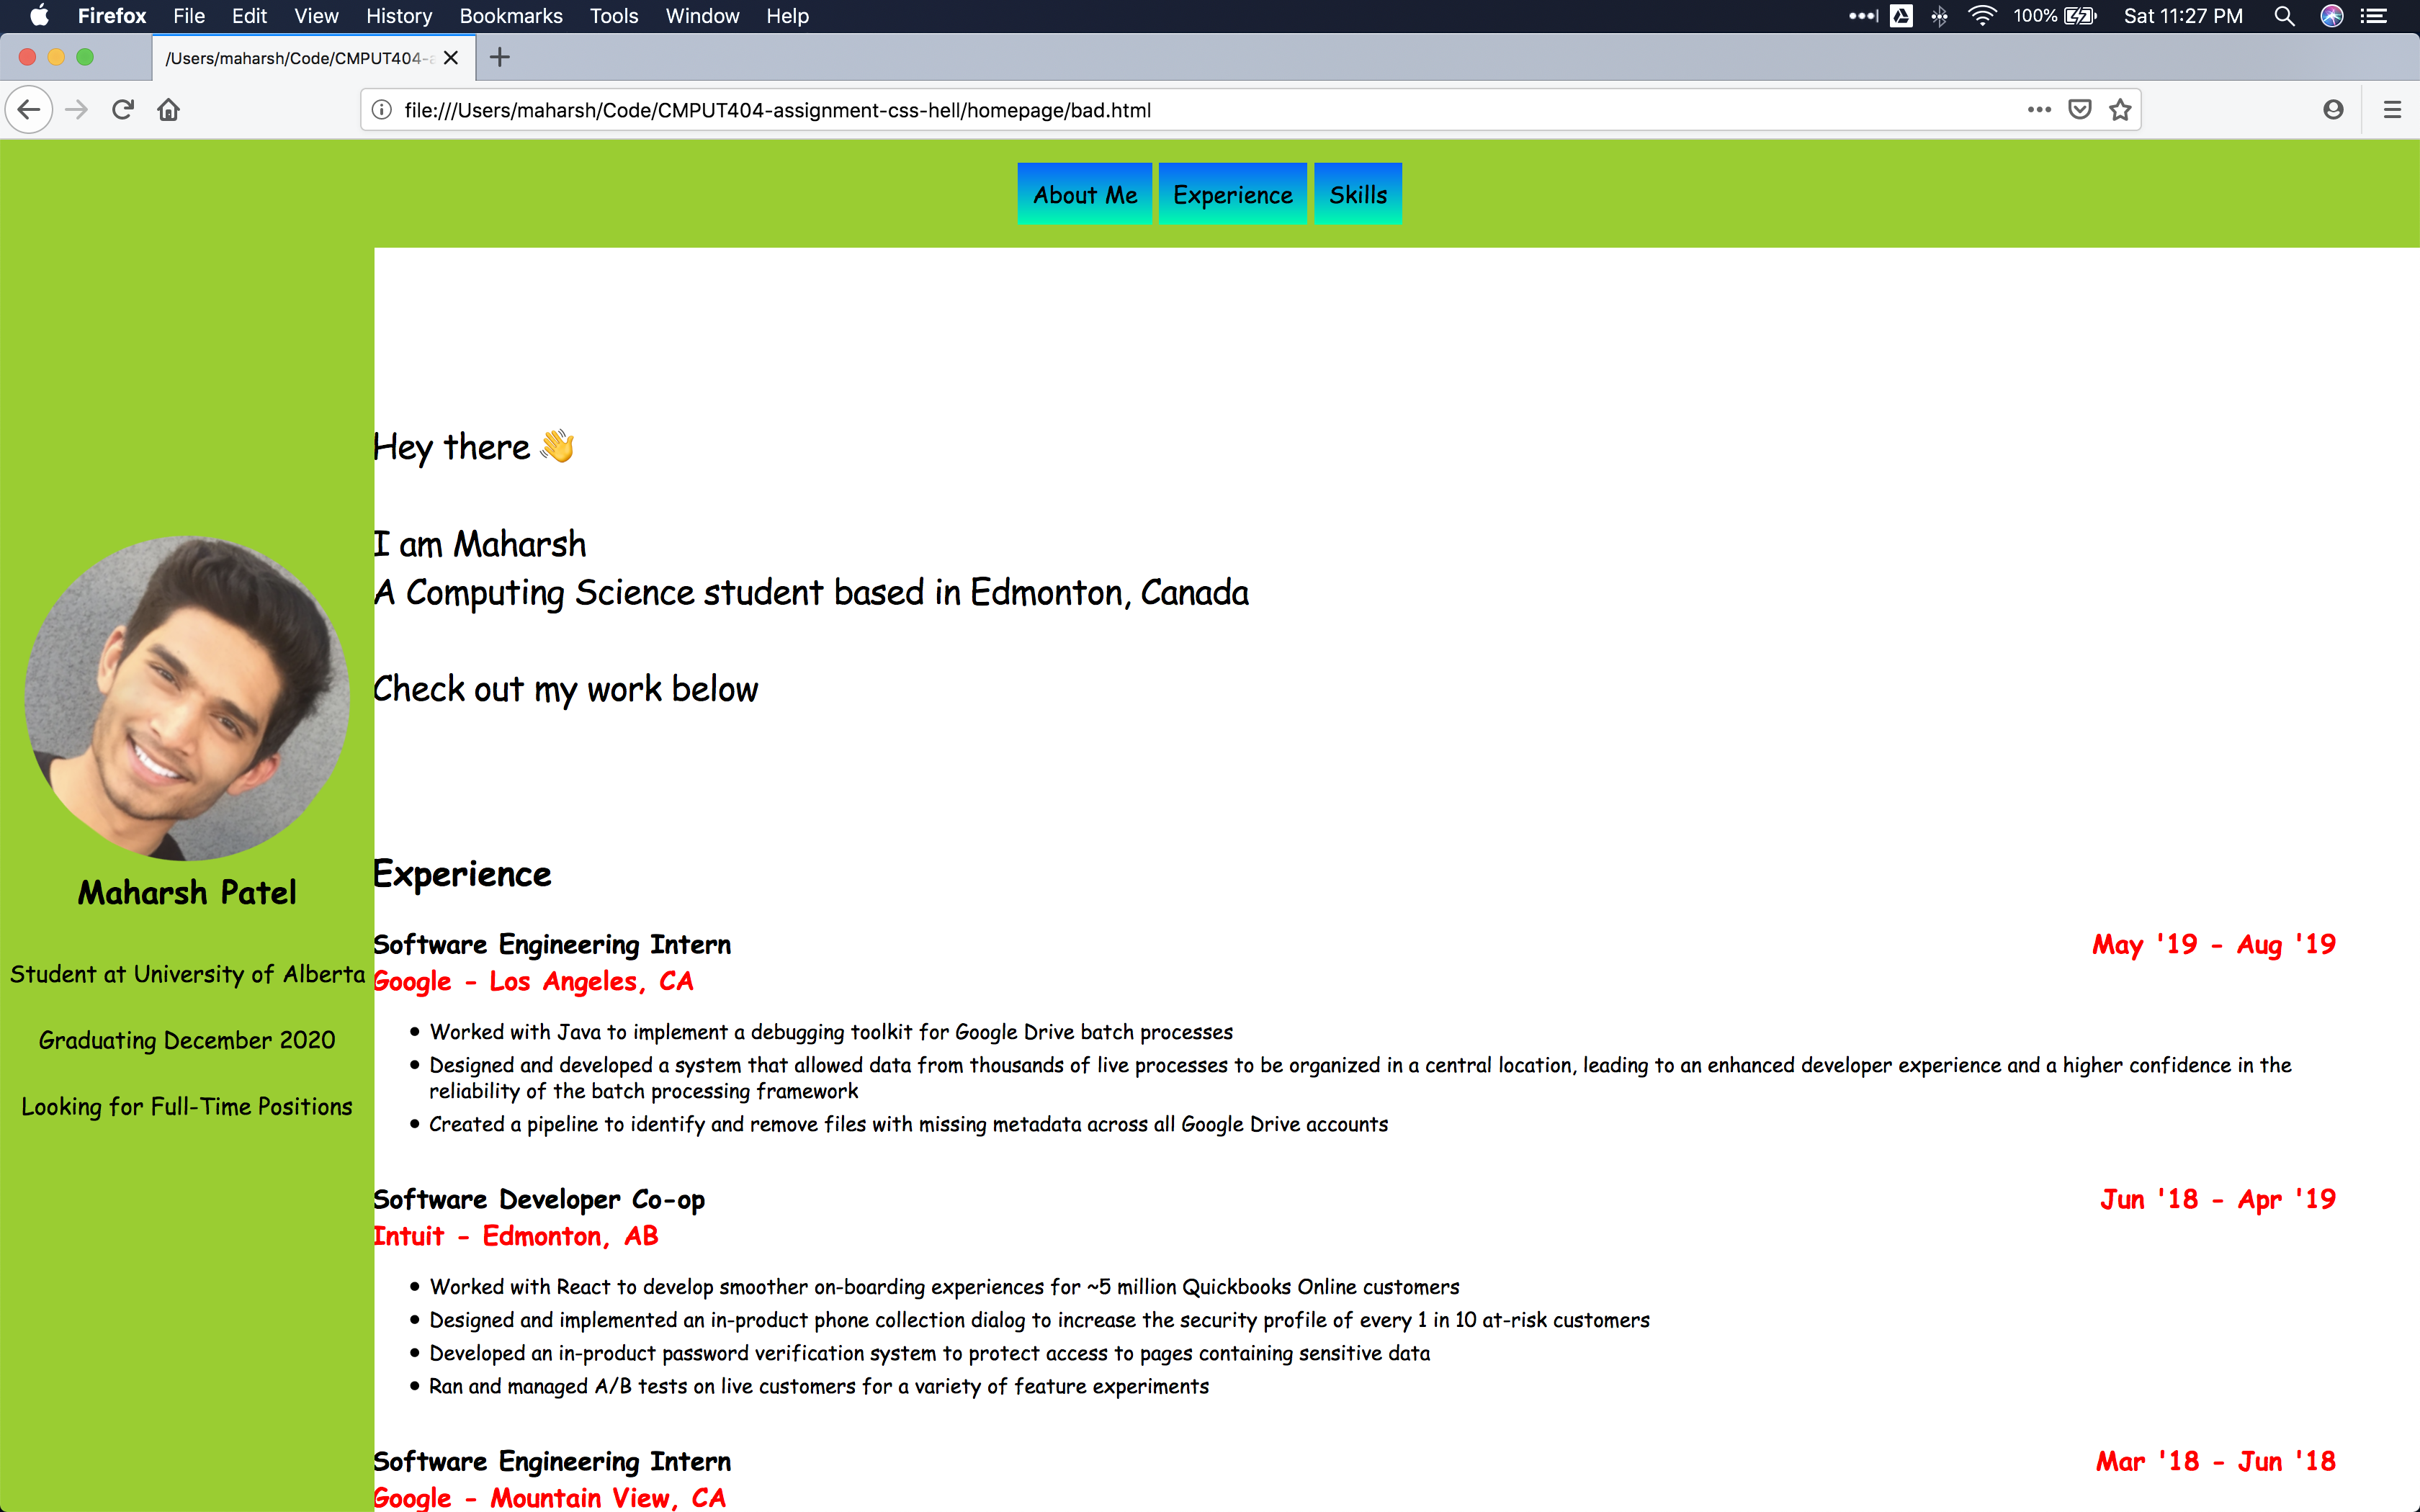 Firefox File Edit View History Bookmarks Tools Window Help 100% Sat 11:27 PM
/Users/maharsh/Code/CMPUT404-a
file:///Users/maharsh/Code/CMPUT404-assignment-css-hell/homepage/bad.html
About Me Experience Skills
Hey there 👋
I am Maharsh
A Computing Science student based in Edmonton, Canada
Check out my work below
Maharsh Patel
Student at University of Alberta
Graduating December 2020
Looking for Full-Time Positions
Experience
Software Engineering Intern May '19 - Aug '19
Google - Los Angeles, CA
• Worked with Java to implement a debugging toolkit for Google Drive batch processes
• Designed and developed a system that allowed data from thousands of live processes to be organized in a central location, leading to an enhanced developer experience and a higher confidence in the
reliability of the batch processing framework
• Created a pipeline to identify and remove files with missing metadata across all Google Drive accounts
Software Developer Co-op Jun '18 - Apr '19
Intuit - Edmonton, AB
• Worked with React to develop smoother on-boarding experiences for ~5 million Quickbooks Online customers
• Designed and implemented an in-product phone collection dialog to increase the security profile of every 1 in 10 at-risk customers
• Developed an in-product password verification system to protect access to pages containing sensitive data
• Ran and managed A/B tests on live customers for a variety of feature experiments
Software Engineering Intern Mar '18 - Jun '18
Google - Mountain View, CA